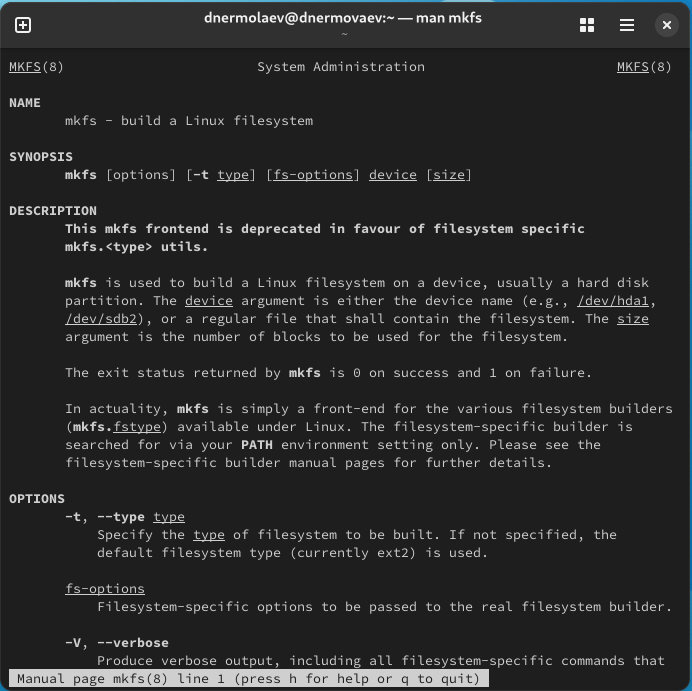 dnermolaev@dnermovaev:~ — man mkfs
~
MKFS(8) System Administration MKFS(8)
NAME
mkfs - build a Linux filesystem
SYNOPSIS
mkfs [options] [-t type] [fs-options] device [size]
DESCRIPTION
This mkfs frontend is deprecated in favour of filesystem specific
mkfs.<type> utils.
mkfs is used to build a Linux filesystem on a device, usually a hard disk
partition. The device argument is either the device name (e.g., /dev/hda1,
/dev/sdb2), or a regular file that shall contain the filesystem. The size
argument is the number of blocks to be used for the filesystem.
The exit status returned by mkfs is 0 on success and 1 on failure.
In actuality, mkfs is simply a front-end for the various filesystem builders
(mkfs.fstype) available under Linux. The filesystem-specific builder is
searched for via your PATH environment setting only. Please see the
filesystem-specific builder manual pages for further details.
OPTIONS
-t, --type type
Specify the type of filesystem to be built. If not specified, the
default filesystem type (currently ext2) is used.
fs-options
Filesystem-specific options to be passed to the real filesystem builder.
-V, --verbose
Produce verbose output, including all filesystem-specific commands that
Manual page mkfs(8) line 1 (press h for help or q to quit)